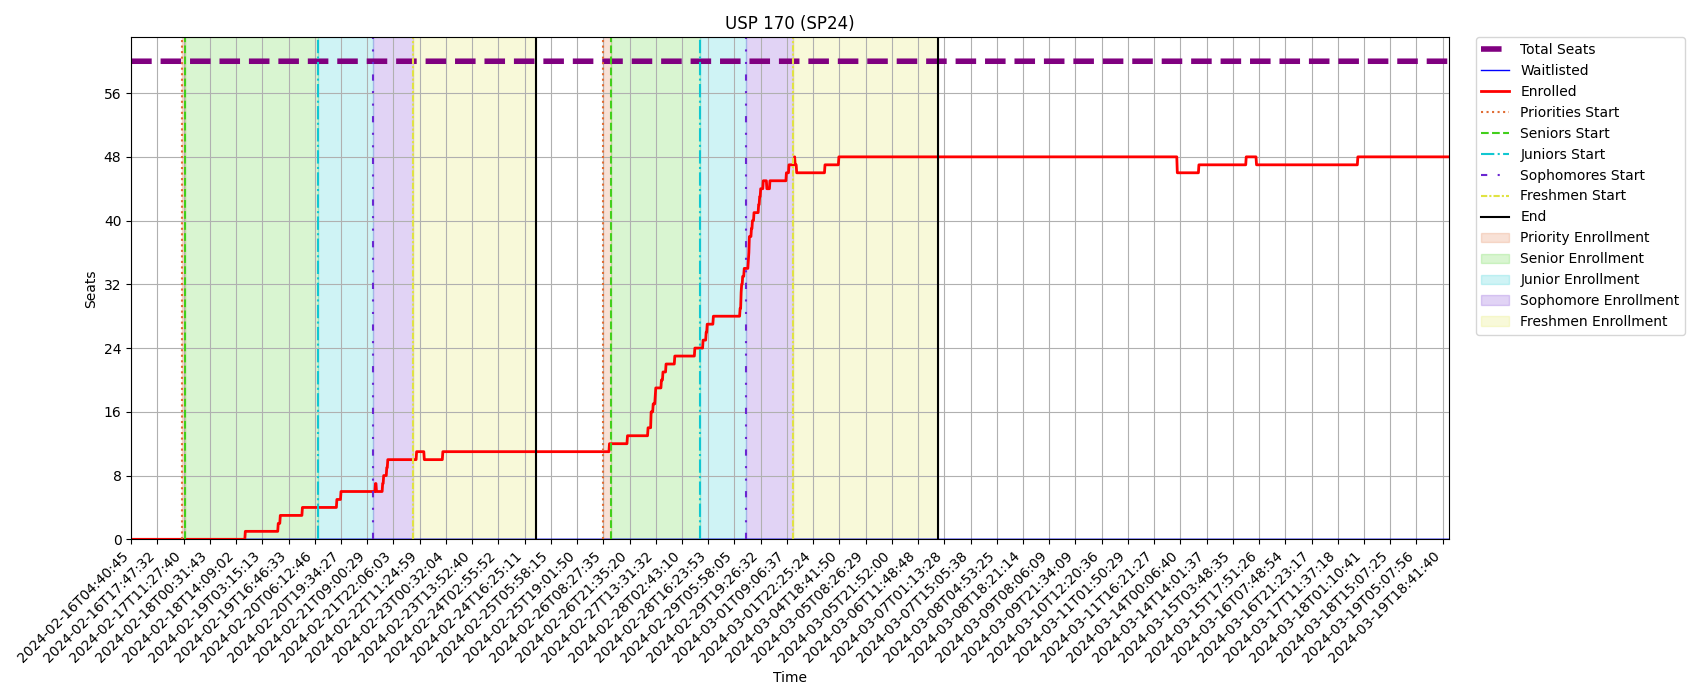 USP 170 (SP24)
Total Seats
Waitlisted
Enrolled
Priorities Start
Seniors Start
Juniors Start
Sophomores Start
Freshmen Start
End
Priority Enrollment
Senior Enrollment
Junior Enrollment
Sophomore Enrollment
Freshmen Enrollment
Seats
56
48
40
32
24
16
8
0
2024-02-16T04:40:45
2024-02-16T17:47:32
2024-02-17T11:27:40
2024-02-18T00:31:43
2024-02-18T14:09:02
2024-02-19T03:15:13
2024-02-19T16:46:33
2024-02-20T06:12:46
2024-02-20T19:34:27
2024-02-21T09:00:29
2024-02-21T22:06:03
2024-02-22T11:24:59
2024-02-23T00:32:04
2024-02-23T13:52:40
2024-02-24T02:55:52
2024-02-24T16:25:11
2024-02-25T05:58:15
2024-02-25T19:01:50
2024-02-26T08:27:35
2024-02-26T21:35:20
2024-02-27T13:31:32
2024-02-28T02:43:10
2024-02-28T16:23:53
2024-02-29T05:58:05
2024-02-29T19:26:32
2024-03-01T09:06:37
2024-03-01T22:25:24
2024-03-04T18:41:50
2024-03-05T08:26:29
2024-03-05T21:52:00
2024-03-06T11:48:48
2024-03-07T01:13:28
2024-03-07T15:05:38
2024-03-08T04:53:25
2024-03-08T18:21:14
2024-03-09T08:06:09
2024-03-09T21:34:09
2024-03-10T12:20:36
2024-03-11T01:50:29
2024-03-11T16:21:27
2024-03-14T00:06:40
2024-03-14T14:01:37
2024-03-15T03:48:35
2024-03-15T17:51:26
2024-03-16T07:48:54
2024-03-16T21:23:17
2024-03-17T11:37:18
2024-03-18T01:10:41
2024-03-18T15:07:25
2024-03-19T05:07:56
2024-03-19T18:41:40
Time